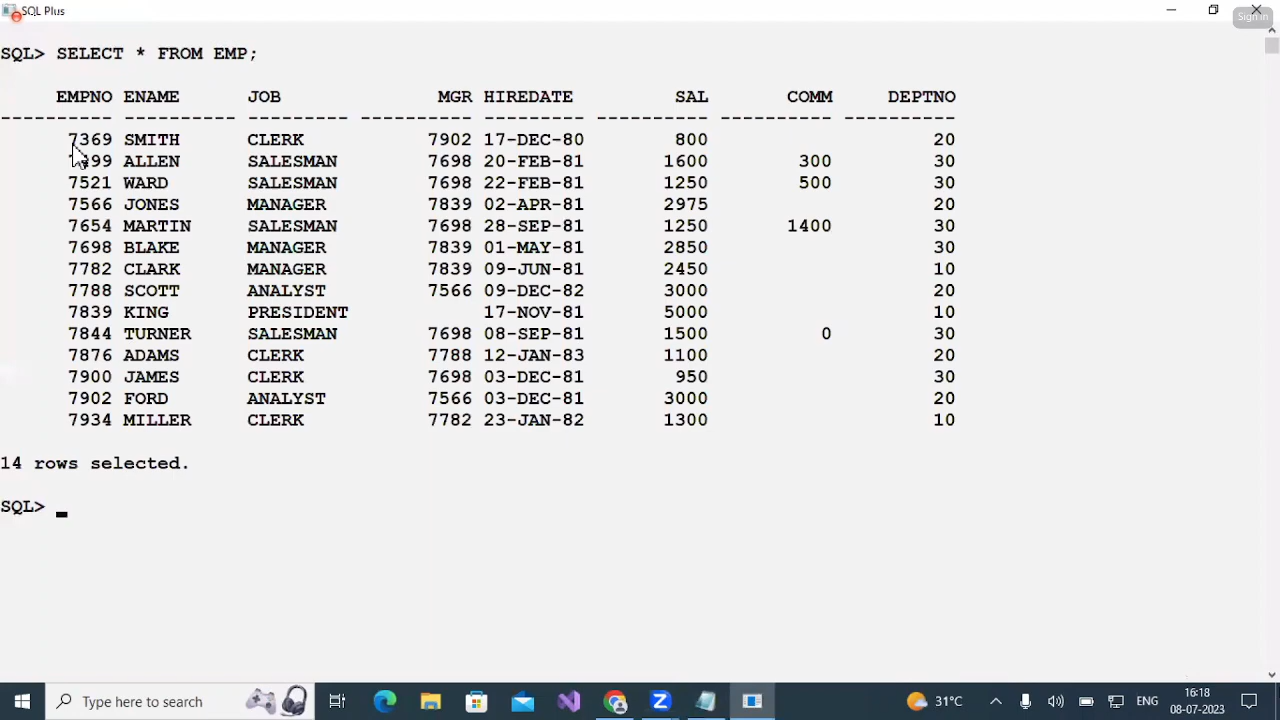 SQL Plus
Sign in
SQL> SELECT * FROM EMP;
EMPNO ENAME JOB MGR HIREDATE SAL COMM DEPTNO
---------- ---------- --------- ---------- --------- ---------- ---------- ----------
7369 SMITH CLERK 7902 17-DEC-80 800 20
7499 ALLEN SALESMAN 7698 20-FEB-81 1600 300 30
7521 WARD SALESMAN 7698 22-FEB-81 1250 500 30
7566 JONES MANAGER 7839 02-APR-81 2975 20
7654 MARTIN SALESMAN 7698 28-SEP-81 1250 1400 30
7698 BLAKE MANAGER 7839 01-MAY-81 2850 30
7782 CLARK MANAGER 7839 09-JUN-81 2450 10
7788 SCOTT ANALYST 7566 09-DEC-82 3000 20
7839 KING PRESIDENT 17-NOV-81 5000 10
7844 TURNER SALESMAN 7698 08-SEP-81 1500 0 30
7876 ADAMS CLERK 7788 12-JAN-83 1100 20
7900 JAMES CLERK 7698 03-DEC-81 950 30
7902 FORD ANALYST 7566 03-DEC-81 3000 20
7934 MILLER CLERK 7782 23-JAN-82 1300 10
14 rows selected.
SQL> _
Type here to search
31°C
ENG
16:18
08-07-2023